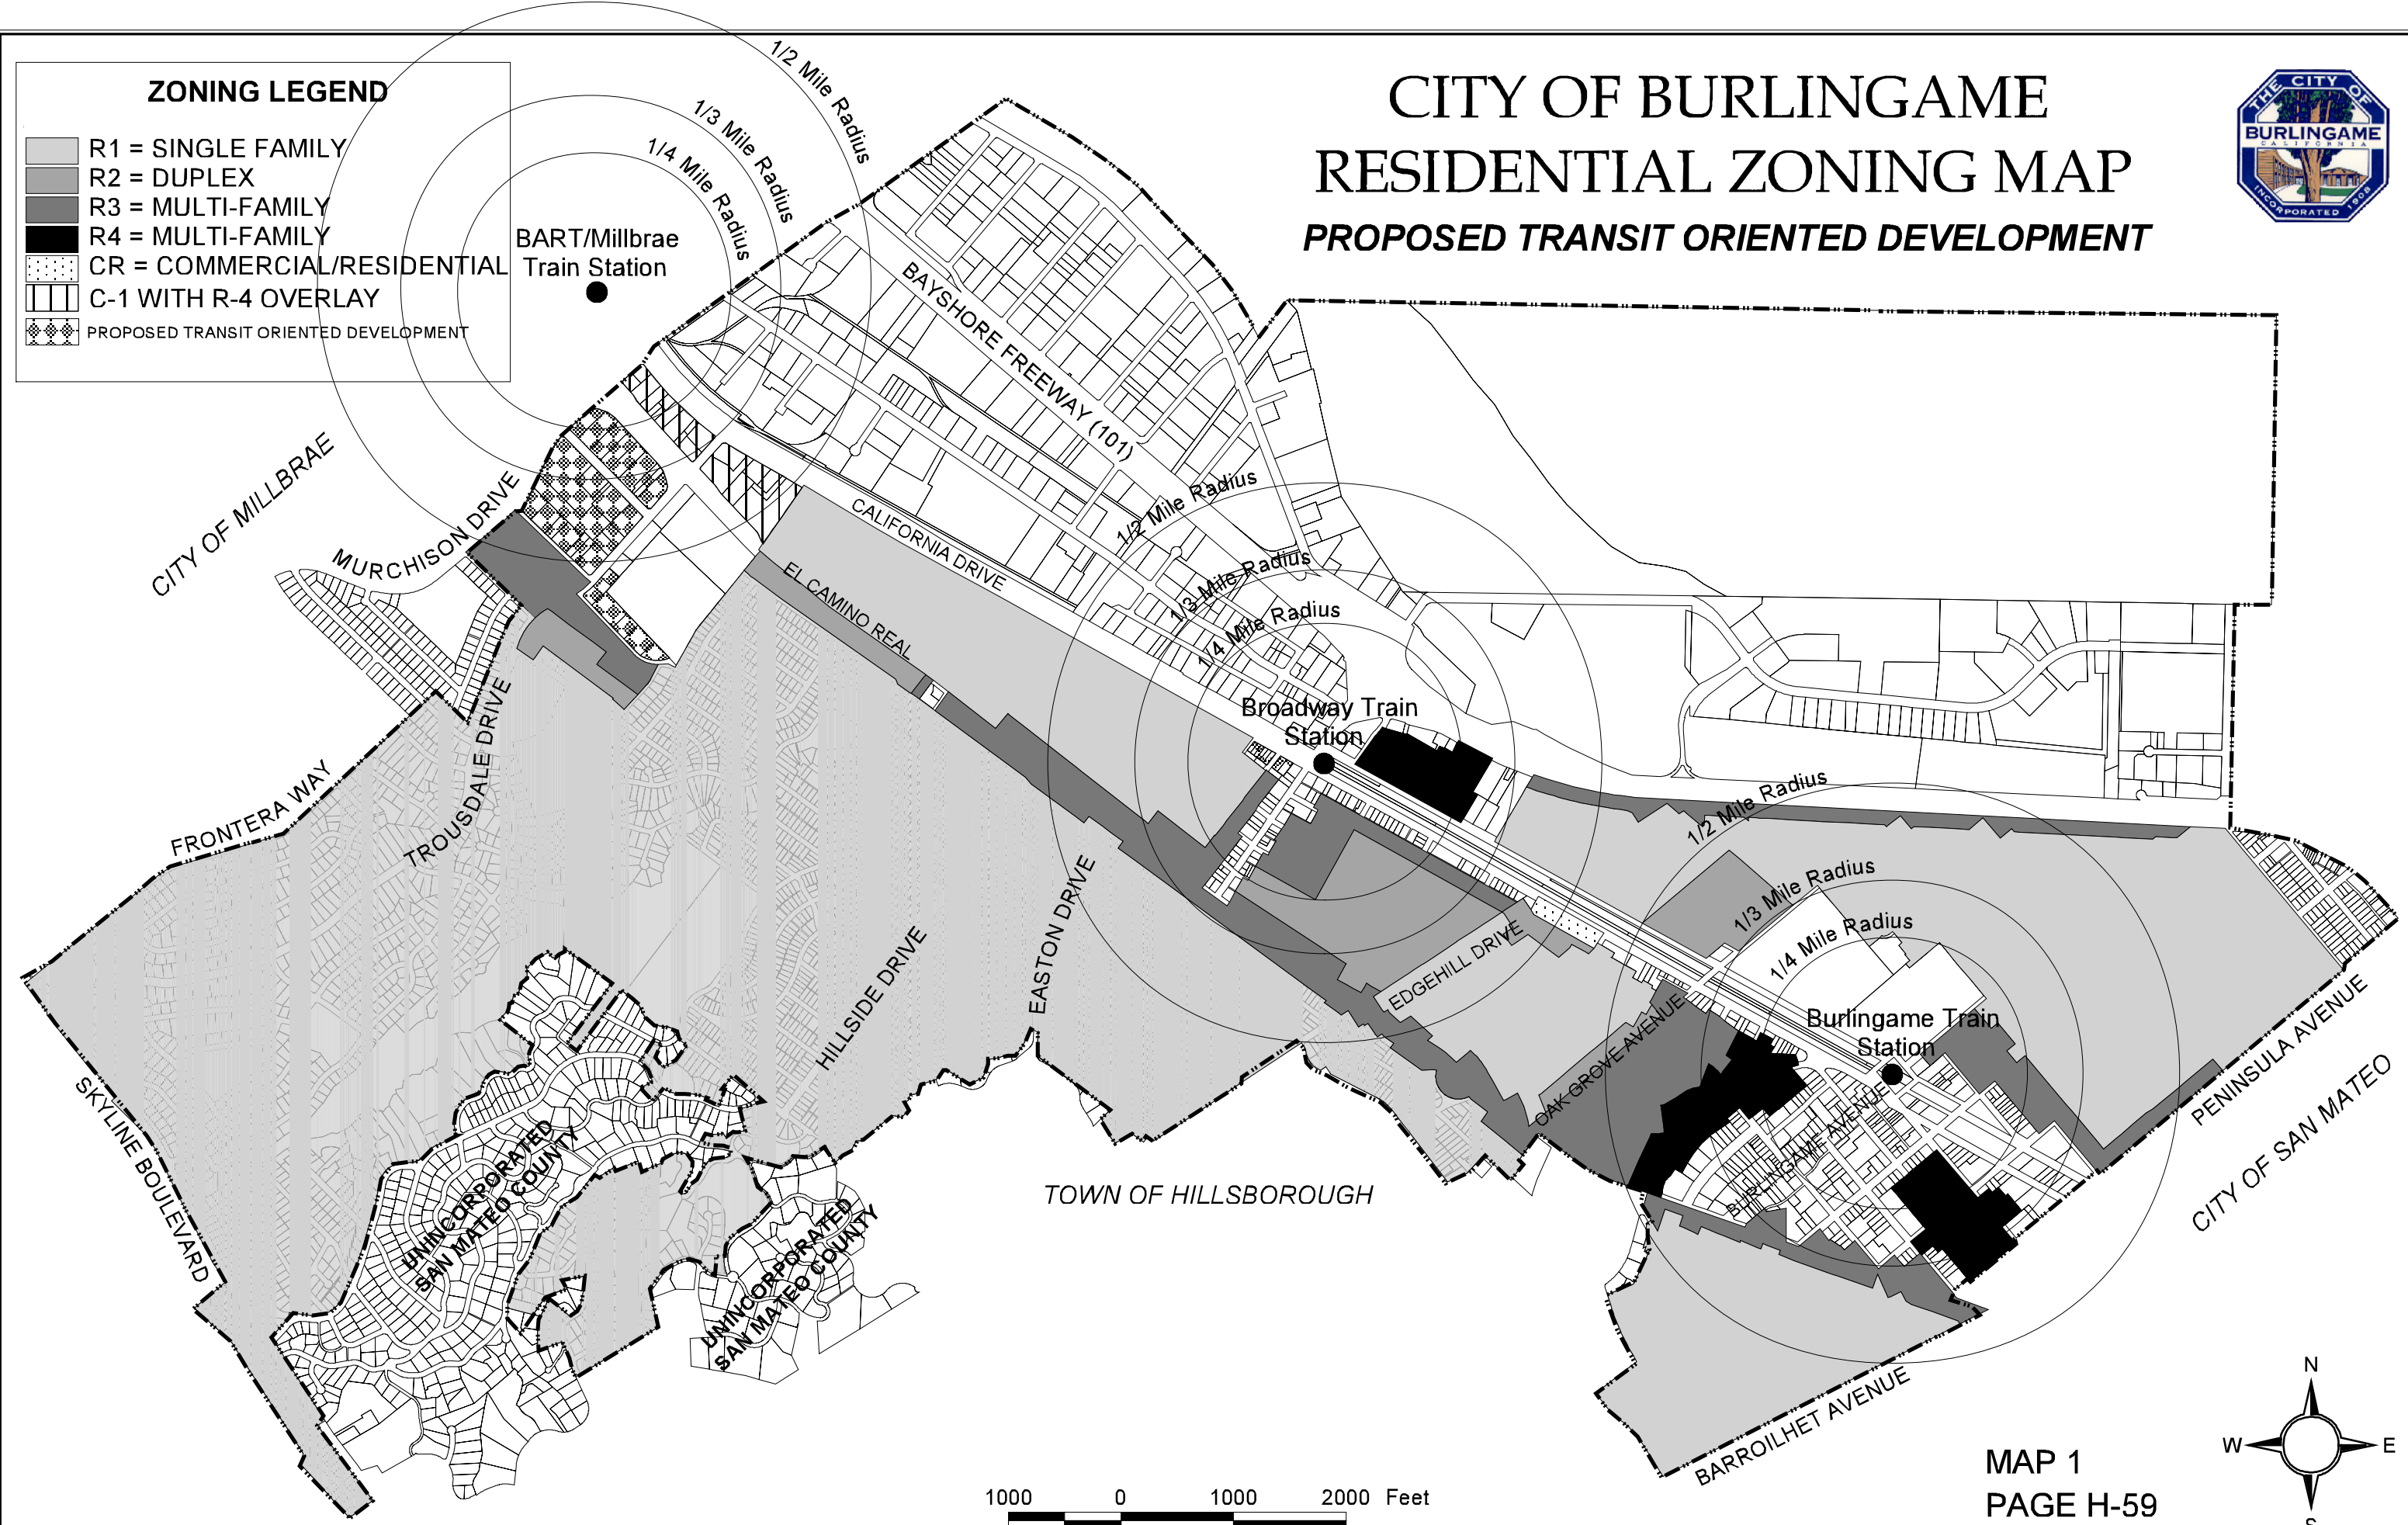 CITY OF BURLINGAME
RESIDENTIAL ZONING MAP
PROPOSED TRANSIT ORIENTED DEVELOPMENT
THE CITY OF
BURLINGAME
CALIFORNIA
INCORPORATED 1908
ZONING LEGEND
R1 = SINGLE FAMILY
R2 = DUPLEX
R3 = MULTI-FAMILY
R4 = MULTI-FAMILY
CR = COMMERCIAL/RESIDENTIAL
C-1 WITH R-4 OVERLAY
PROPOSED TRANSIT ORIENTED DEVELOPMENT
1/2 Mile Radius
1/3 Mile Radius
1/4 Mile Radius
BART/Millbrae
Train Station
BAYSHORE FREEWAY (101)
CITY OF MILLBRAE
MURCHISON DRIVE
CALIFORNIA DRIVE
EL CAMINO REAL
1/2 Mile Radius
1/3 Mile Radius
1/4 Mile Radius
Broadway Train
Station
FRONTERA WAY
TROUSDALE DRIVE
HILLSIDE DRIVE
EASTON DRIVE
EDGEHILL DRIVE
OAK GROVE AVENUE
1/2 Mile Radius
1/3 Mile Radius
1/4 Mile Radius
Burlingame Train
Station
BURLINGAME AVENUE
PENINSULA AVENUE
CITY OF SAN MATEO
SKYLINE BOULEVARD
UNINCORPORATED
SAN MATEO COUNTY
UNINCORPORATED
SAN MATEO COUNTY
TOWN OF HILLSBOROUGH
BARROILHET AVENUE
N
W
E
S
MAP 1
PAGE H-59
1000 0 1000 2000 Feet